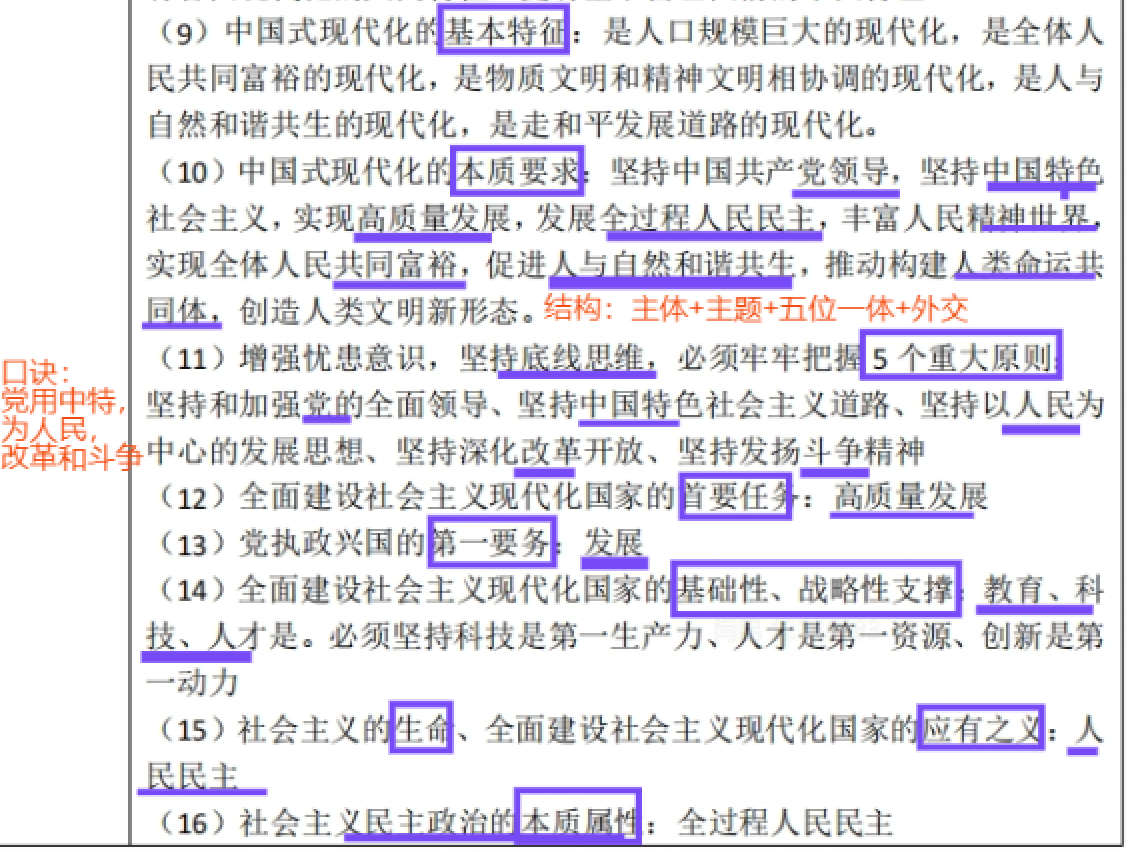 （9）中国式现代化的基本特征：是人口规模巨大的现代化，是全体人
民共同富裕的现代化，是物质文明和精神文明相协调的现代化，是人与
自然和谐共生的现代化，是走和平发展道路的现代化。
（10）中国式现代化的本质要求：坚持中国共产党领导，坚持中国特色
社会主义，实现高质量发展，发展全过程人民民主，丰富人民精神世界，
实现全体人民共同富裕，促进人与自然和谐共生，推动构建人类命运共
同体，创造人类文明新形态。结构：主体+主题+五位一体+外交
（11）增强忧患意识，坚持底线思维，必须牢牢把握 5 个重大原则：
坚持和加强党的全面领导、坚持中国特色社会主义道路、坚持以人民为
中心的发展思想、坚持深化改革开放、坚持发扬斗争精神
口诀：
党用中特，
为人民，
改革和斗争
（12）全面建设社会主义现代化国家的首要任务：高质量发展
（13）党执政兴国的第一要务：发展
（14）全面建设社会主义现代化国家的基础性、战略性支撑：教育、科
技、人才是。必须坚持科技是第一生产力、人才是第一资源、创新是第
一动力
（15）社会主义的生命、全面建设社会主义现代化国家的应有之义：人
民民主
（16）社会主义民主政治的本质属性：全过程人民民主